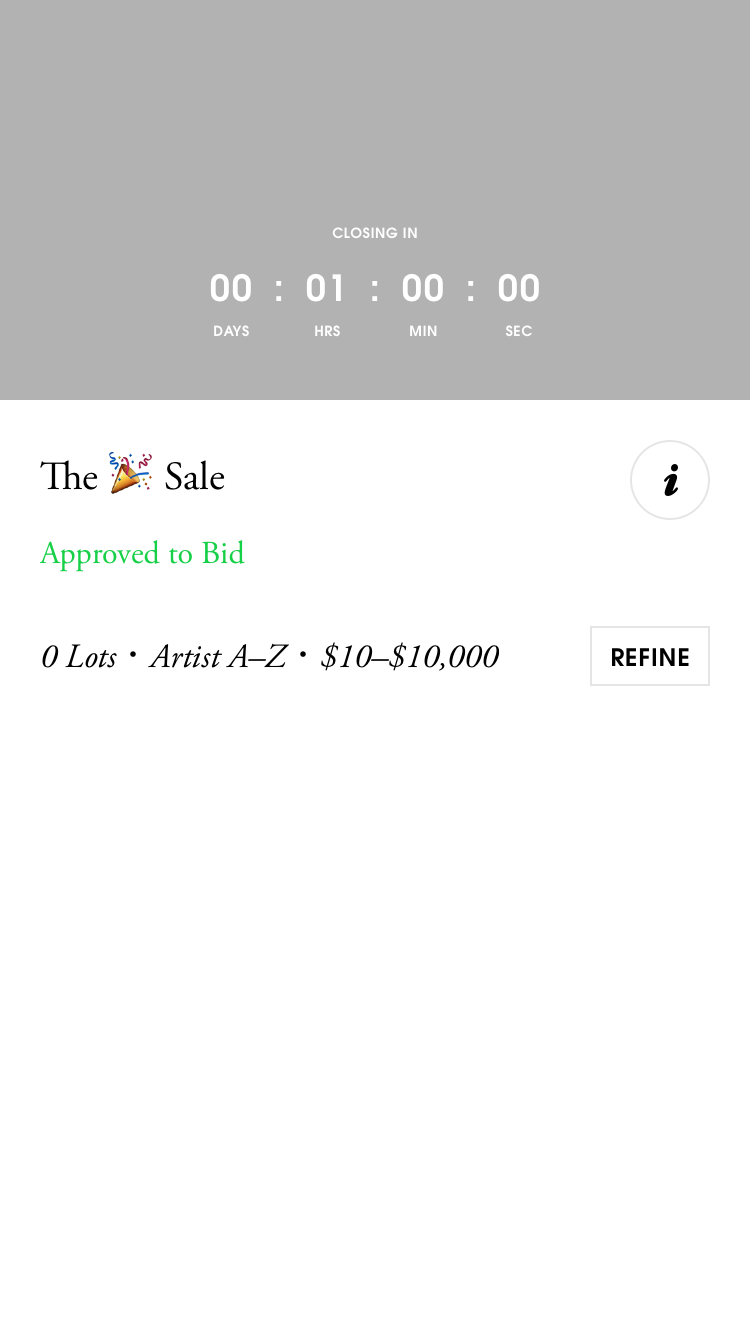 CLOSING IN
00 : 01 : 00 : 00
DAYS HRS MIN SEC
The 🎉 Sale
i
Approved to Bid
0 Lots • Artist A–Z • $10–$10,000
REFINE